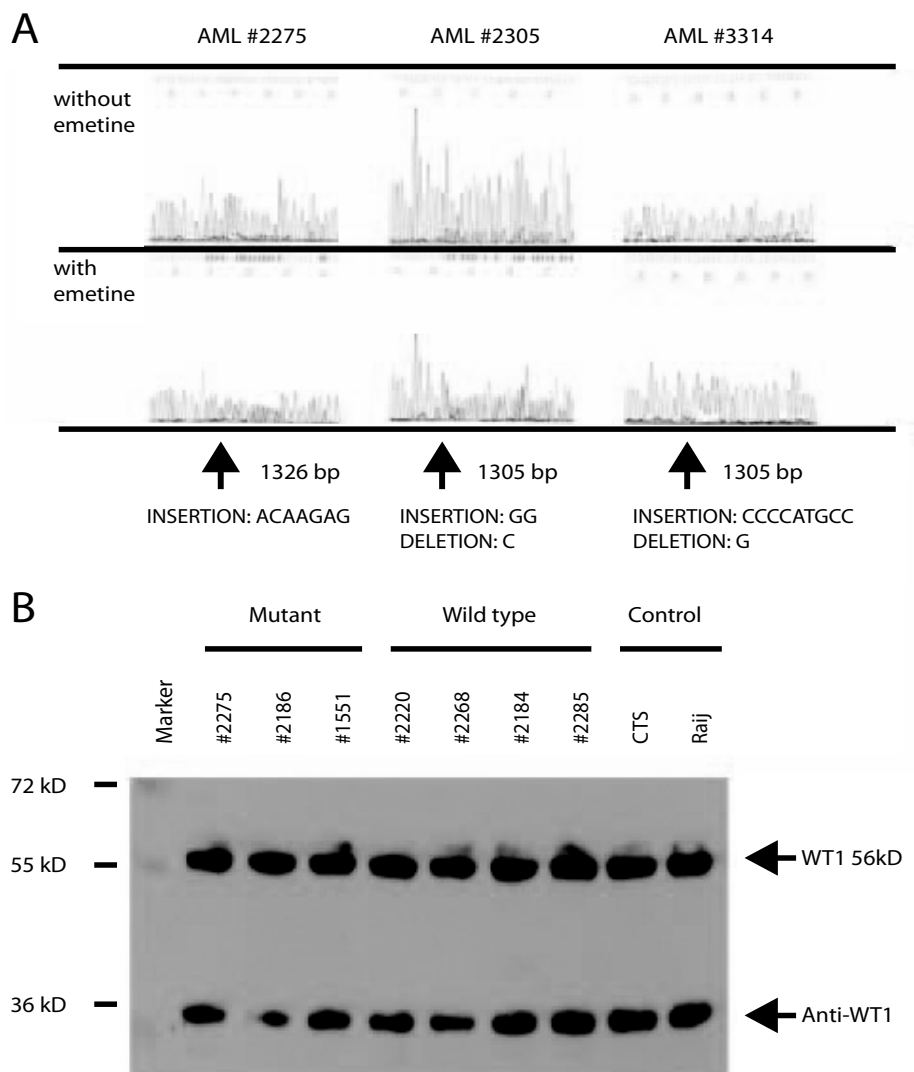 A
AML #2275 AML #2305 AML #3314
without
emetine
with
emetine
1326 bp 1305 bp 1305 bp
INSERTION: ACAAGAG INSERTION: GG INSERTION: CCCCATGCC
DELETION: C DELETION: G
B
Mutant Wild type Control
Marker #2275 #2186 #1551 #2220 #2268 #2184 #2285 CTS Raij
72 kD
55 kD WT1 56kD
36 kD Anti-WT1